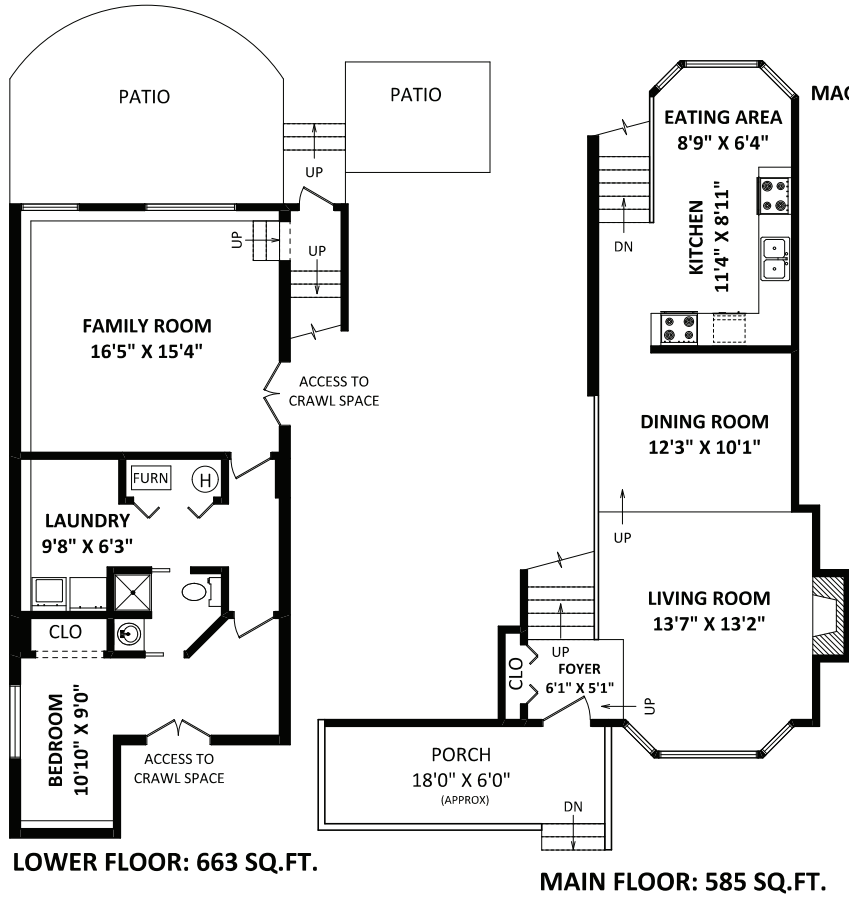 PATIO
PATIO
UP
UP
UP
FAMILY ROOM
16'5" X 15'4"
ACCESS TO
CRAWL SPACE
FURN
H
LAUNDRY
9'8" X 6'3"
CLO
BEDROOM
10'10" X 9'0"
ACCESS TO
CRAWL SPACE
LOWER FLOOR: 663 SQ.FT.
EATING AREA
8'9" X 6'4"
KITCHEN
11'4" X 8'11"
DN
DINING ROOM
12'3" X 10'1"
UP
LIVING ROOM
13'7" X 13'2"
UP
CLO
FOYER
6'1" X 5'1"
UP
PORCH
18'0" X 6'0"
(APPROX)
DN
MAIN FLOOR: 585 SQ.FT.